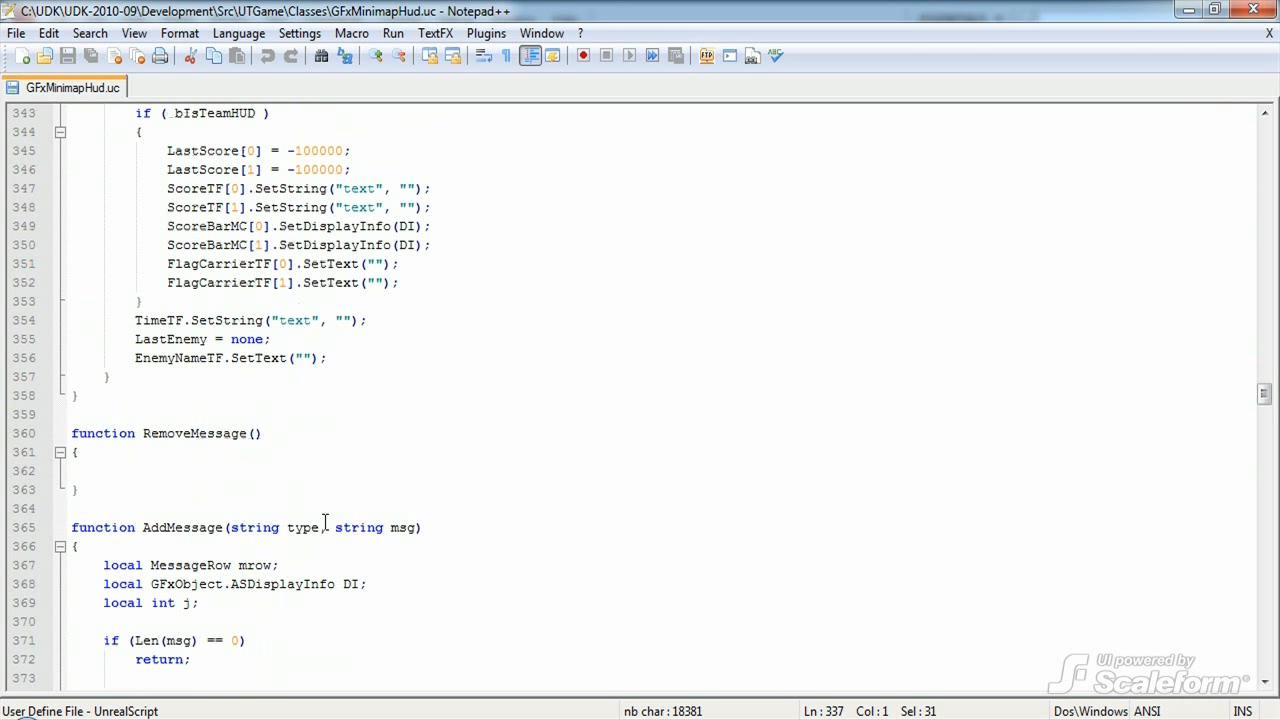 C:\UDK\UDK-2010-09\Development\Src\UTGame\Classes\GFxMinimapHud.uc - Notepad++
File Edit Search View Format Language Settings Macro Run TextFX Plugins Window ? X
GFxMinimapHud.uc
343 if ( bIsTeamHUD )
344 {
345 LastScore[0] = -100000;
346 LastScore[1] = -100000;
347 ScoreTF[0].SetString("text", "");
348 ScoreTF[1].SetString("text", "");
349 ScoreBarMC[0].SetDisplayInfo(DI);
350 ScoreBarMC[1].SetDisplayInfo(DI);
351 FlagCarrierTF[0].SetText("");
352 FlagCarrierTF[1].SetText("");
353 }
354 TimeTF.SetString("text", "");
355 LastEnemy = none;
356 EnemyNameTF.SetText("");
357 }
358 }
359
360 function RemoveMessage()
361 {
362
363 }
364
365 function AddMessage(string type, string msg)
366 {
367 local MessageRow mrow;
368 local GFxObject.ASDisplayInfo DI;
369 local int j;
370
371 if (Len(msg) == 0)
372 return;
373
UI powered by
Scaleform
User Define File - UnrealScript nb char : 18381 Ln : 337 Col : 1 Sel : 31 Dos\Windows ANSI INS